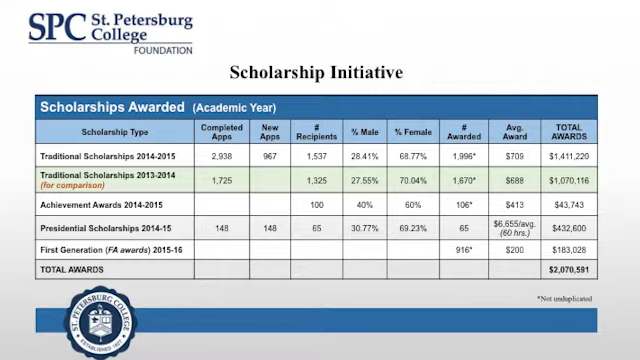 SPC St. Petersburg College
FOUNDATION
Scholarship Initiative
Scholarships Awarded (Academic Year)
Scholarship Type Completed Apps New Apps # Recipients % Male % Female # Awarded Avg. Award TOTAL AWARDS
Traditional Scholarships 2014-2015 2,938 967 1,537 28.41% 68.77% 1,996* $709 $1,411,220
Traditional Scholarships 2013-2014 (for comparison) 1,725 1,325 27.55% 70.04% 1,670* $688 $1,070,116
Achievement Awards 2014-2015 100 40% 60% 106* $413 $43,743
Presidential Scholarships 2014-15 148 148 65 30.77% 69.23% 65 $6,655/avg. (60 hrs.) $432,600
First Generation (FA awards) 2015-16 916* $200 $183,028
TOTAL AWARDS $2,070,591
*Not unduplicated
ST. PETERSBURG COLLEGE
ESTABLISHED 1927